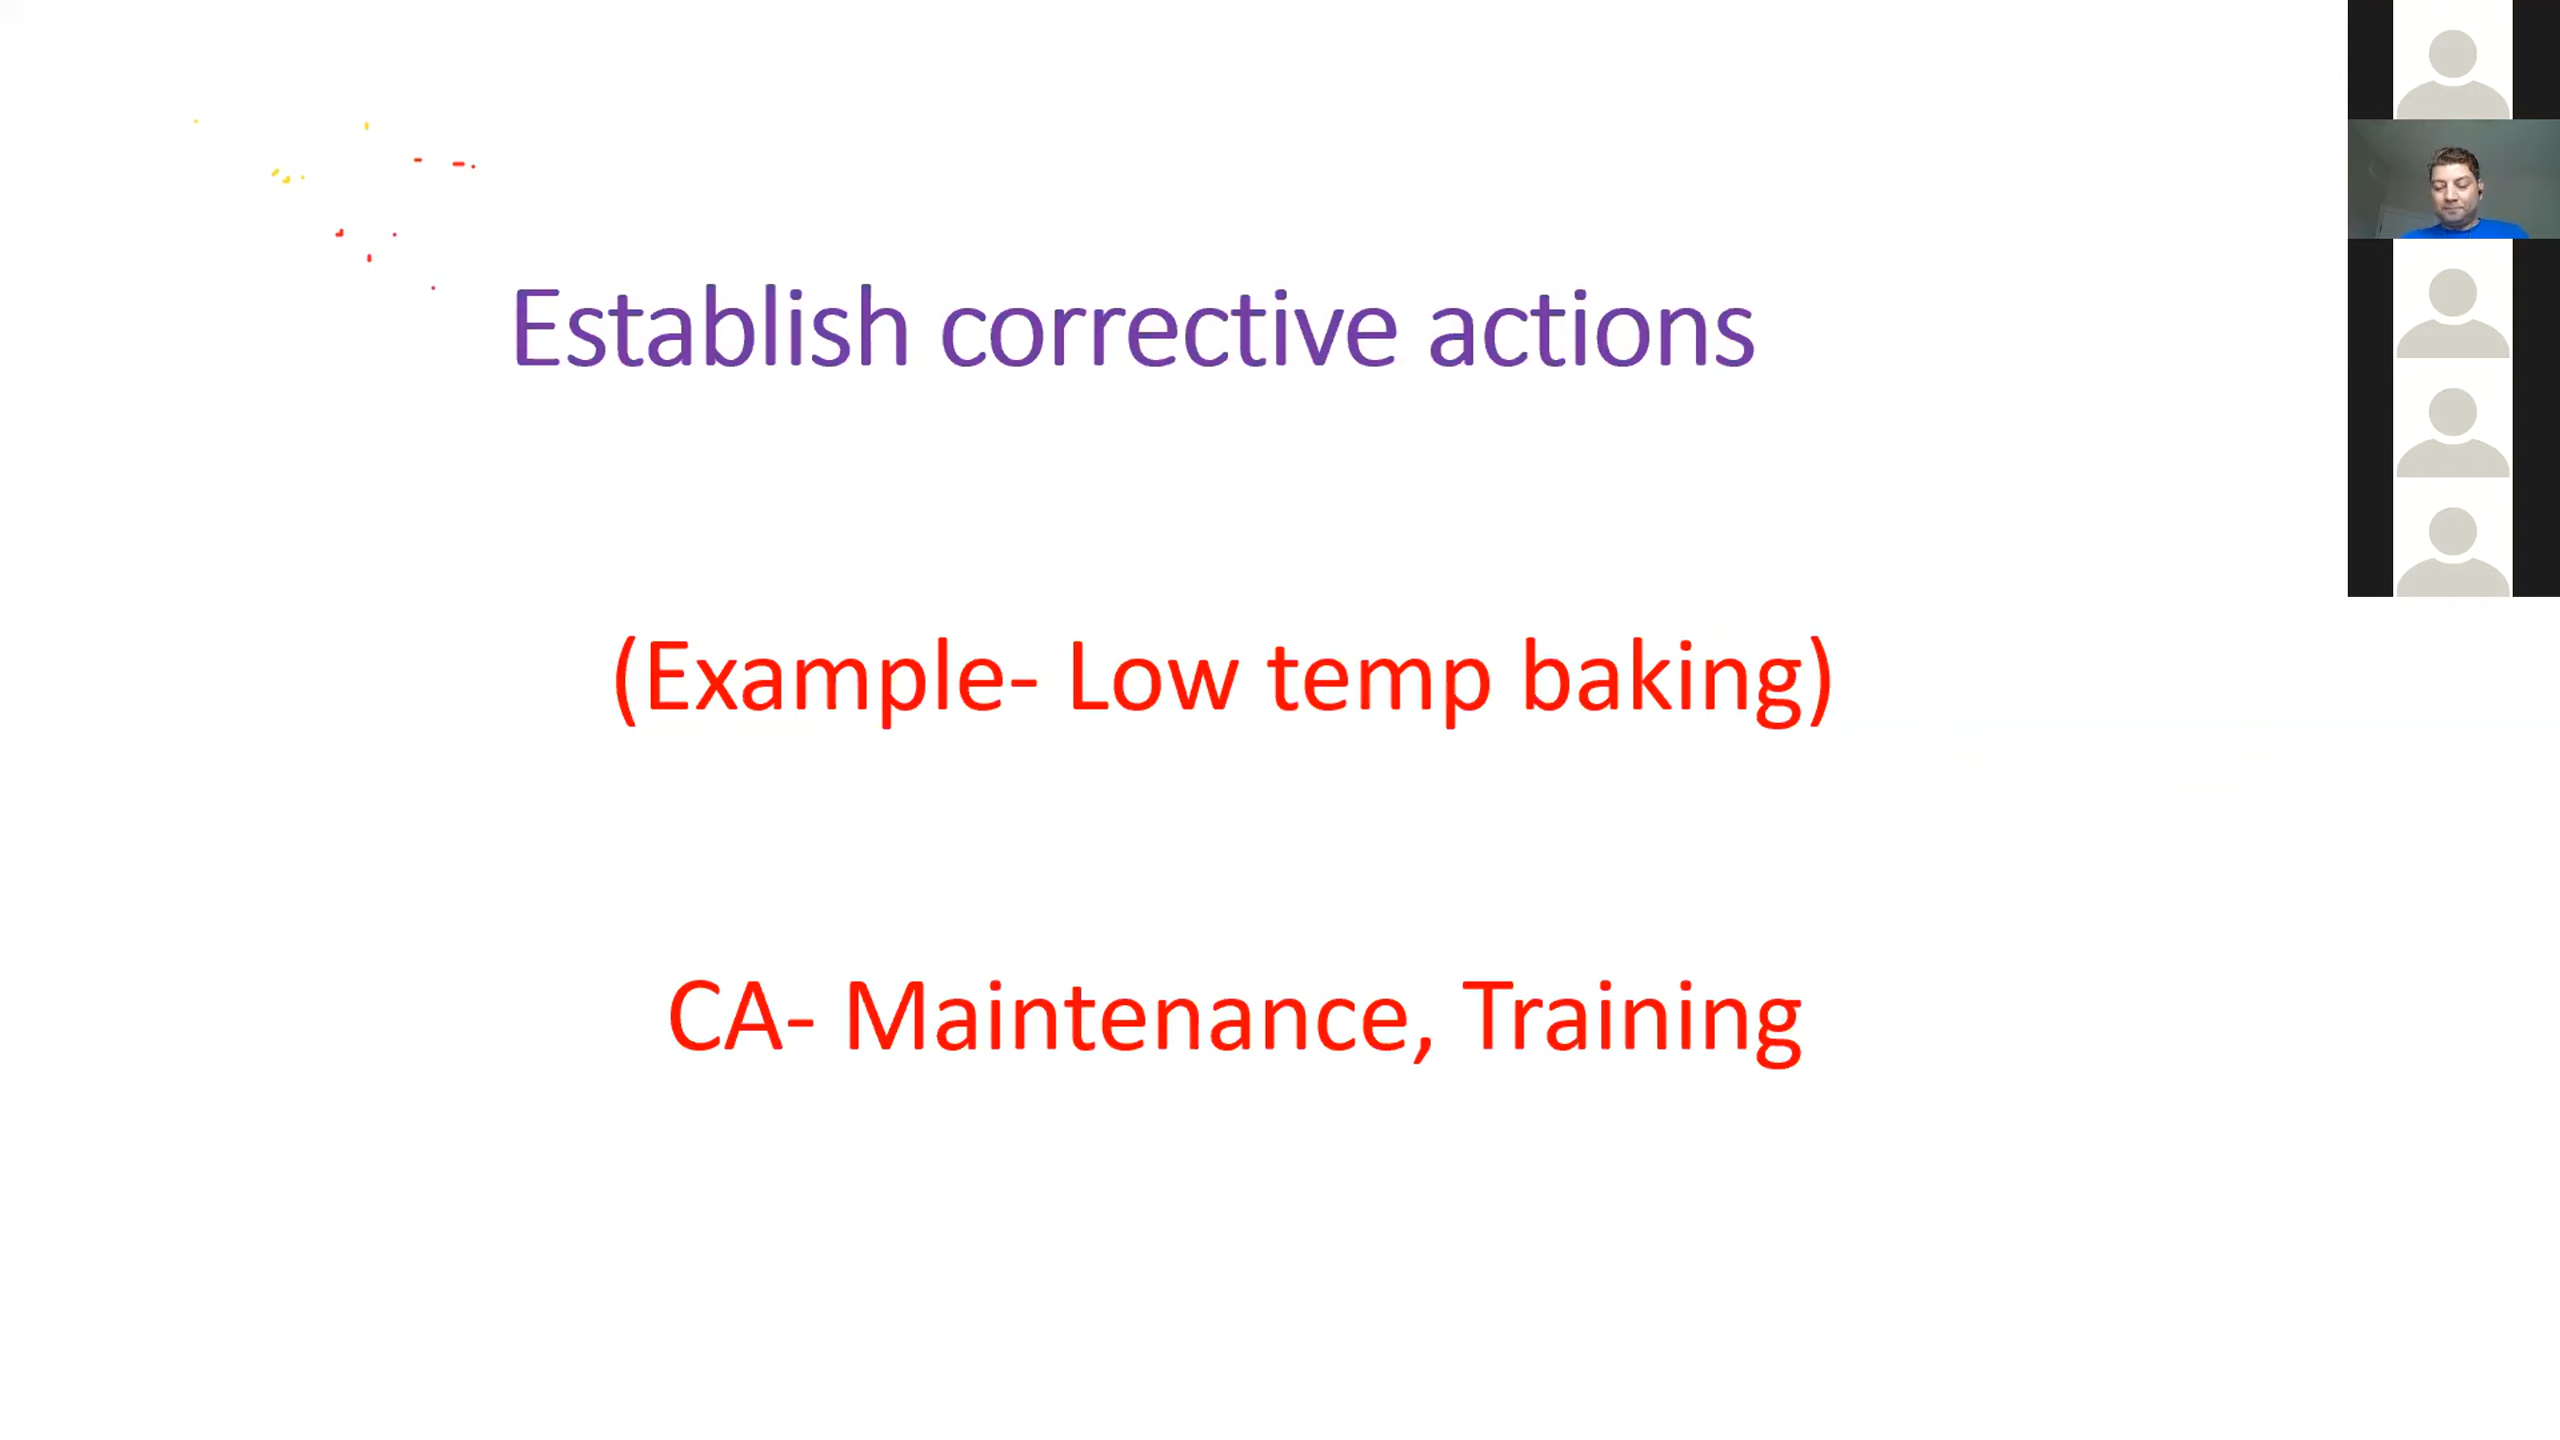 Establish corrective actions
(Example- Low temp baking)
CA- Maintenance, Training